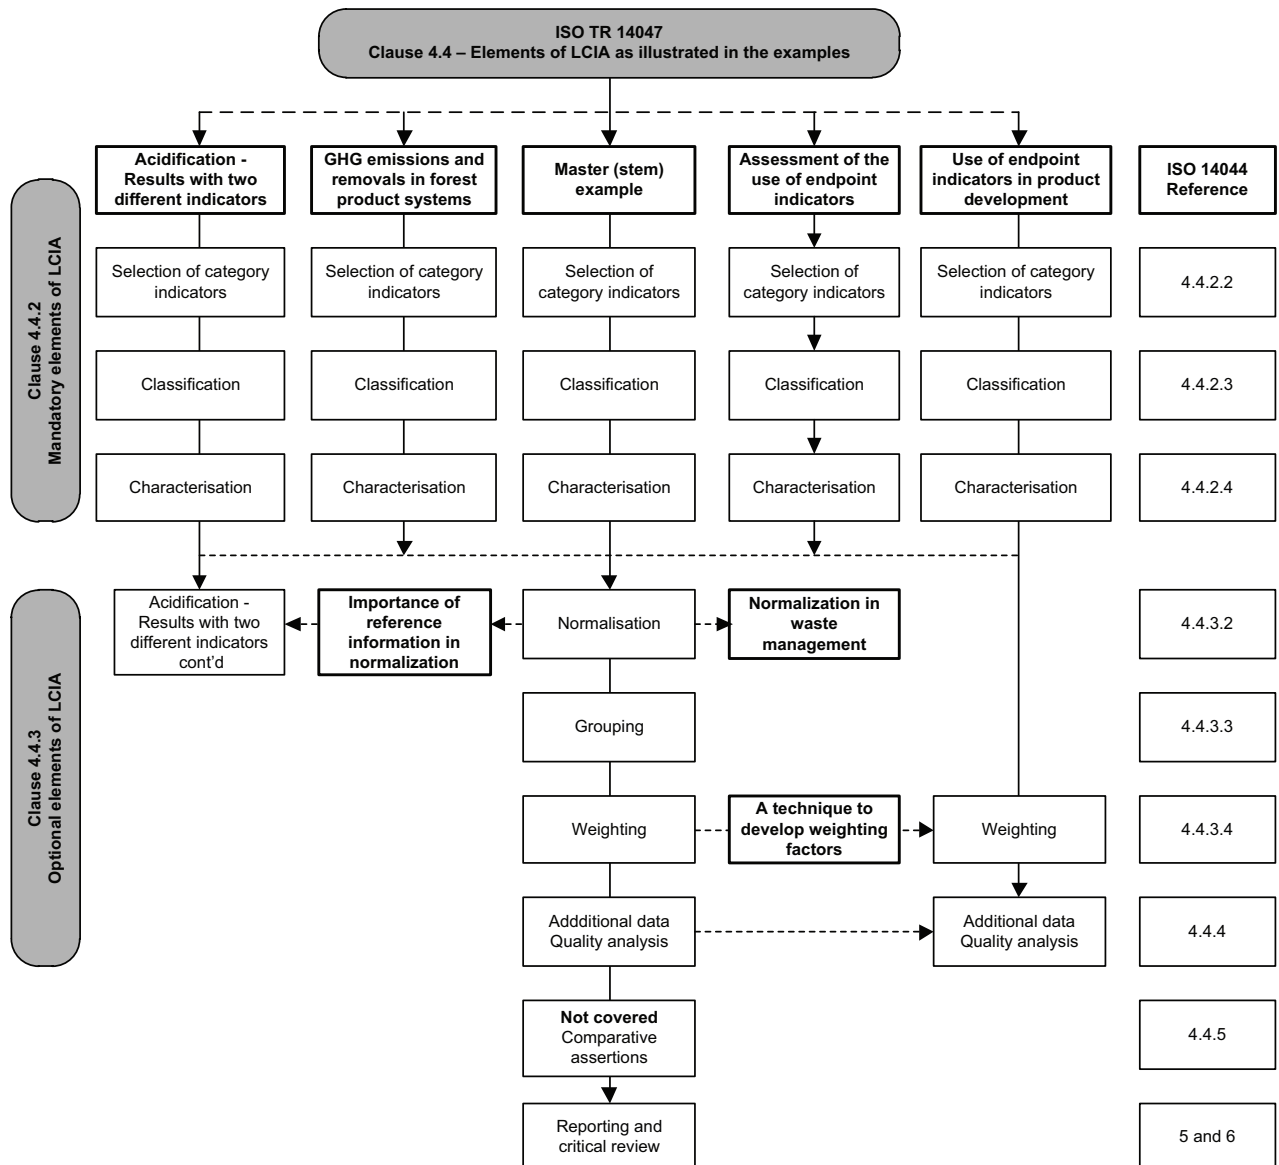 ISO TR 14047
Clause 4.4 – Elements of LCIA as illustrated in the examples
Acidification -
Results with two
different indicators
GHG emissions and
removals in forest
product systems
Master (stem)
example
Assessment of the
use of endpoint
indicators
Use of endpoint
indicators in product
development
ISO 14044
Reference
Clause 4.4.2
Mandatory elements of LCIA
Selection of category
indicators
Selection of category
indicators
Selection of
category indicators
Selection of
category indicators
Selection of category
indicators
4.4.2.2
Classification
Classification
Classification
Classification
Classification
4.4.2.3
Characterisation
Characterisation
Characterisation
Characterisation
Characterisation
4.4.2.4
Clause 4.4.3
Optional elements of LCIA
Acidification -
Results with two
different indicators
cont'd
Importance of
reference
information in
normalization
Normalisation
Normalization in
waste
management
4.4.3.2
Grouping
4.4.3.3
Weighting
A technique to
develop weighting
factors
Weighting
4.4.3.4
Addditional data
Quality analysis
Additional data
Quality analysis
4.4.4
Not covered
Comparative
assertions
4.4.5
Reporting and
critical review
5 and 6